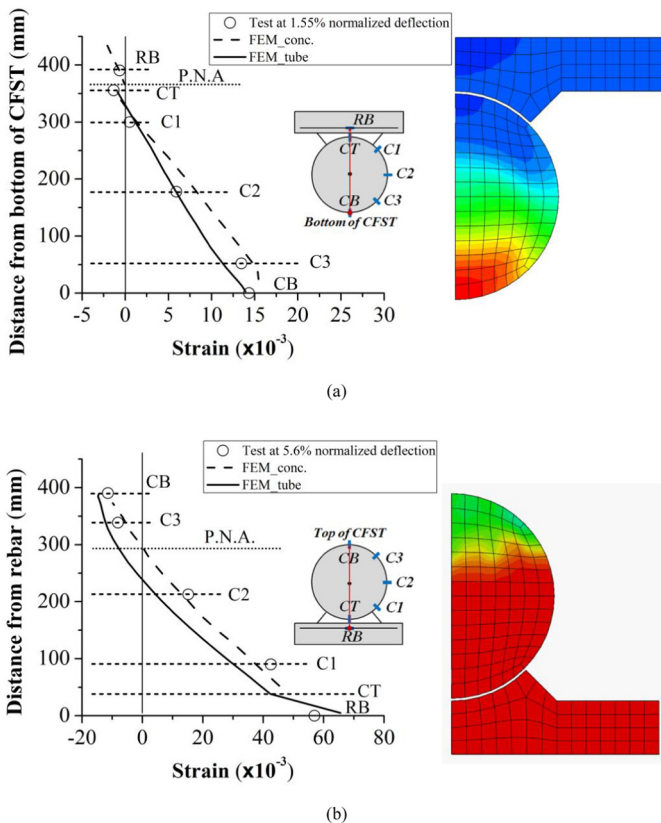 Test at 1.55% normalized deflection
FEM_conc.
FEM_tube
Distance from bottom of CFST (mm)
400
300
200
100
0
RB
P.N.A
CT
C1
C2
C3
CB
RB
CT
C1
C2
C3
CB
Bottom of CFST
-5 0 5 10 15 20 25 30
Strain (x10⁻³)
(a)
Test at 5.6% normalized deflection
FEM_conc.
FEM_tube
Distance from rebar (mm)
400
300
200
100
0
CB
C3
P.N.A.
C2
C1
CT
RB
Top of CFST
CB
C3
C2
CT
C1
RB
-20 0 20 40 60 80
Strain (x10⁻³)
(b)